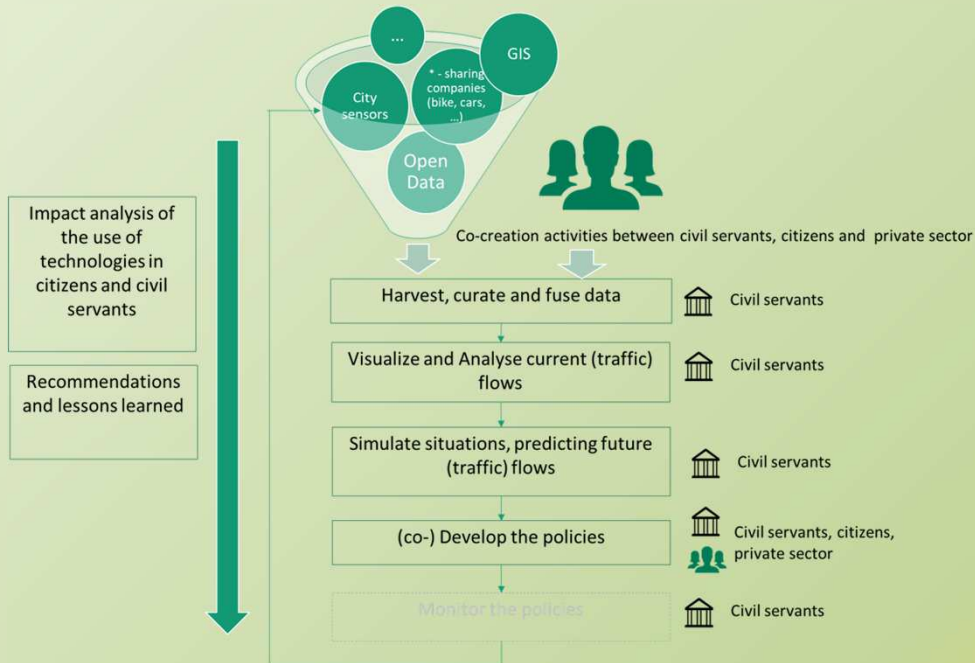 ...
GIS
* - sharing
companies
(bike, cars,
...)
City
sensors
Open
Data
Co-creation activities between civil servants, citizens and private sector
Impact analysis of
the use of
technologies in
citizens and civil
servants
Recommendations
and lessons learned
Harvest, curate and fuse data
Civil servants
Visualize and Analyse current (traffic)
flows
Civil servants
Simulate situations, predicting future
(traffic) flows
Civil servants
(co-) Develop the policies
Civil servants, citizens,
private sector
Monitor the policies
Civil servants